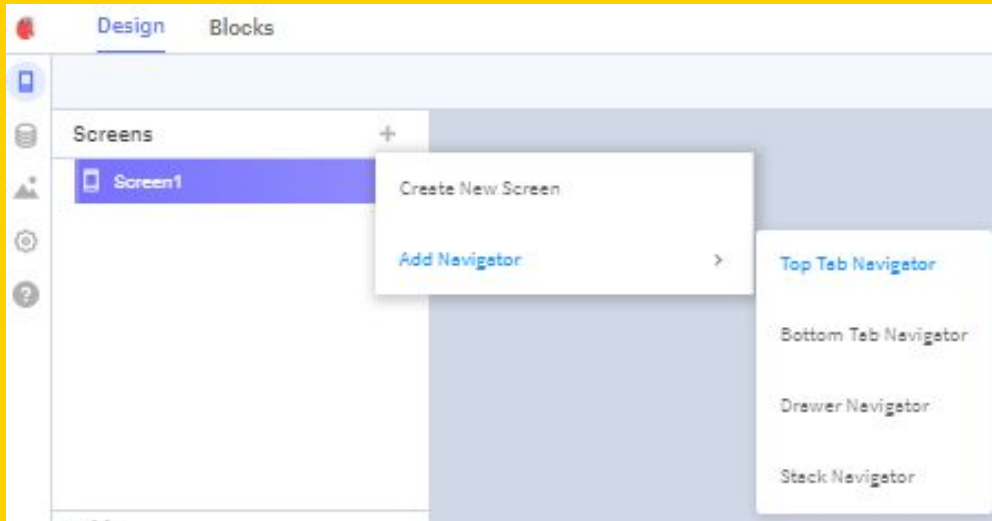 Design Blocks
Screens +
Screen1
Create New Screen
Add Navigator >
Top Tab Navigator
Bottom Tab Navigator
Drawer Navigator
Stack Navigator